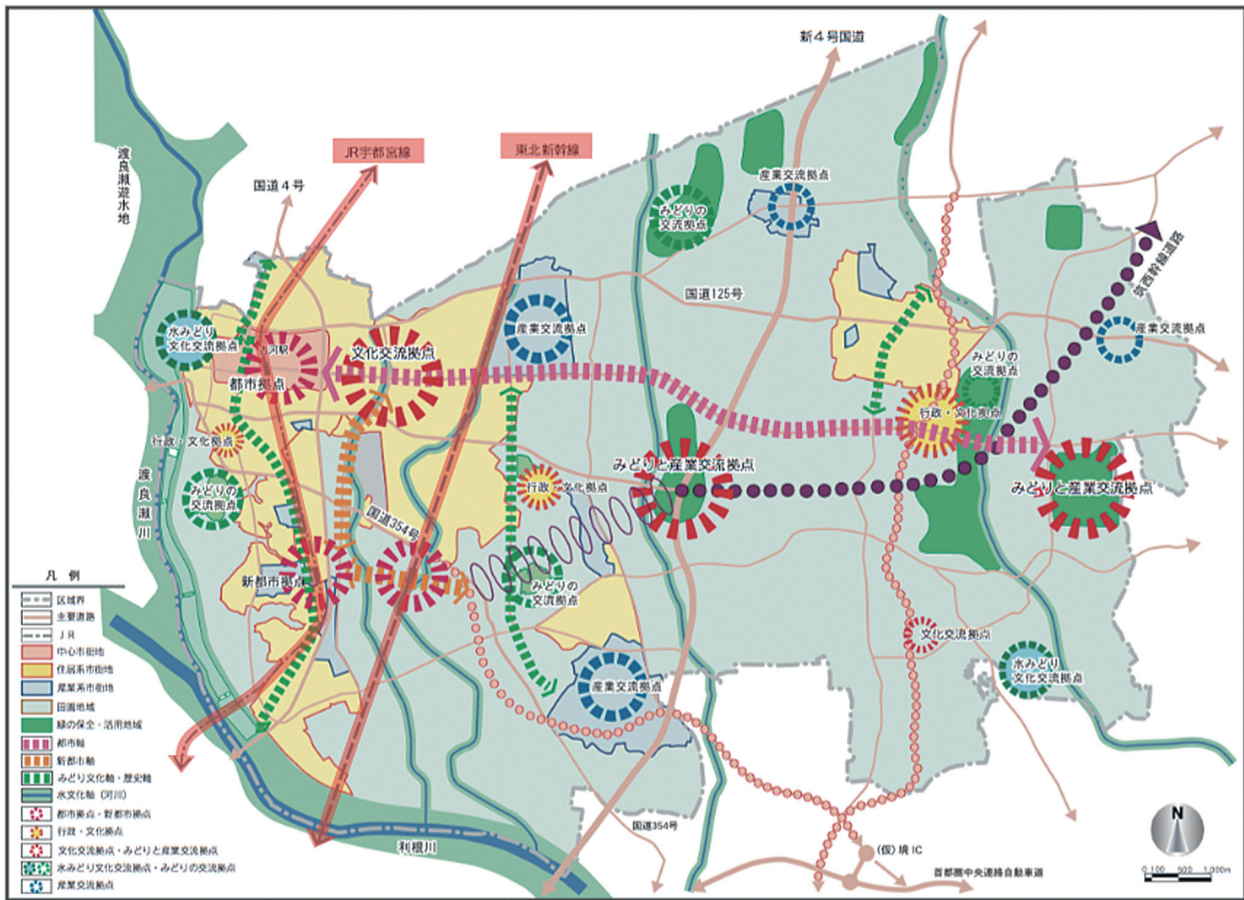 新4号国道
JR宇都宮線
東北新幹線
渡良瀬遊水地
国道4号
産業交流拠点
みどりの
交流拠点
筑西幹線道路
国道125号
水みどり
文化交流拠点
古河駅
文化交流拠点
産業交流拠点
産業交流拠点
都市拠点
みどりの
交流拠点
行政・文化拠点
行政・文化拠点
みどりと産業交流拠点
みどりと産業交流拠点
渡良瀬川
みどりの
交流拠点
行政・文化拠点
国道354号
新都市拠点
みどりの
交流拠点
文化交流拠点
水みどり
文化交流拠点
産業交流拠点
凡 例
区域界
主要道路
JR
中心市街地
住居系市街地
産業系市街地
田園地域
緑の保全・活用地域
都市軸
新都市軸
みどり文化軸・歴史軸
水文化軸（河川）
都市拠点・新都市拠点
行政・文化拠点
文化交流拠点・みどりと産業交流拠点
水みどり文化交流拠点・みどりの交流拠点
産業交流拠点
利根川
国道354号
(仮)境IC
首都圏中央連絡自動車道
N
0 100 500 1,000m